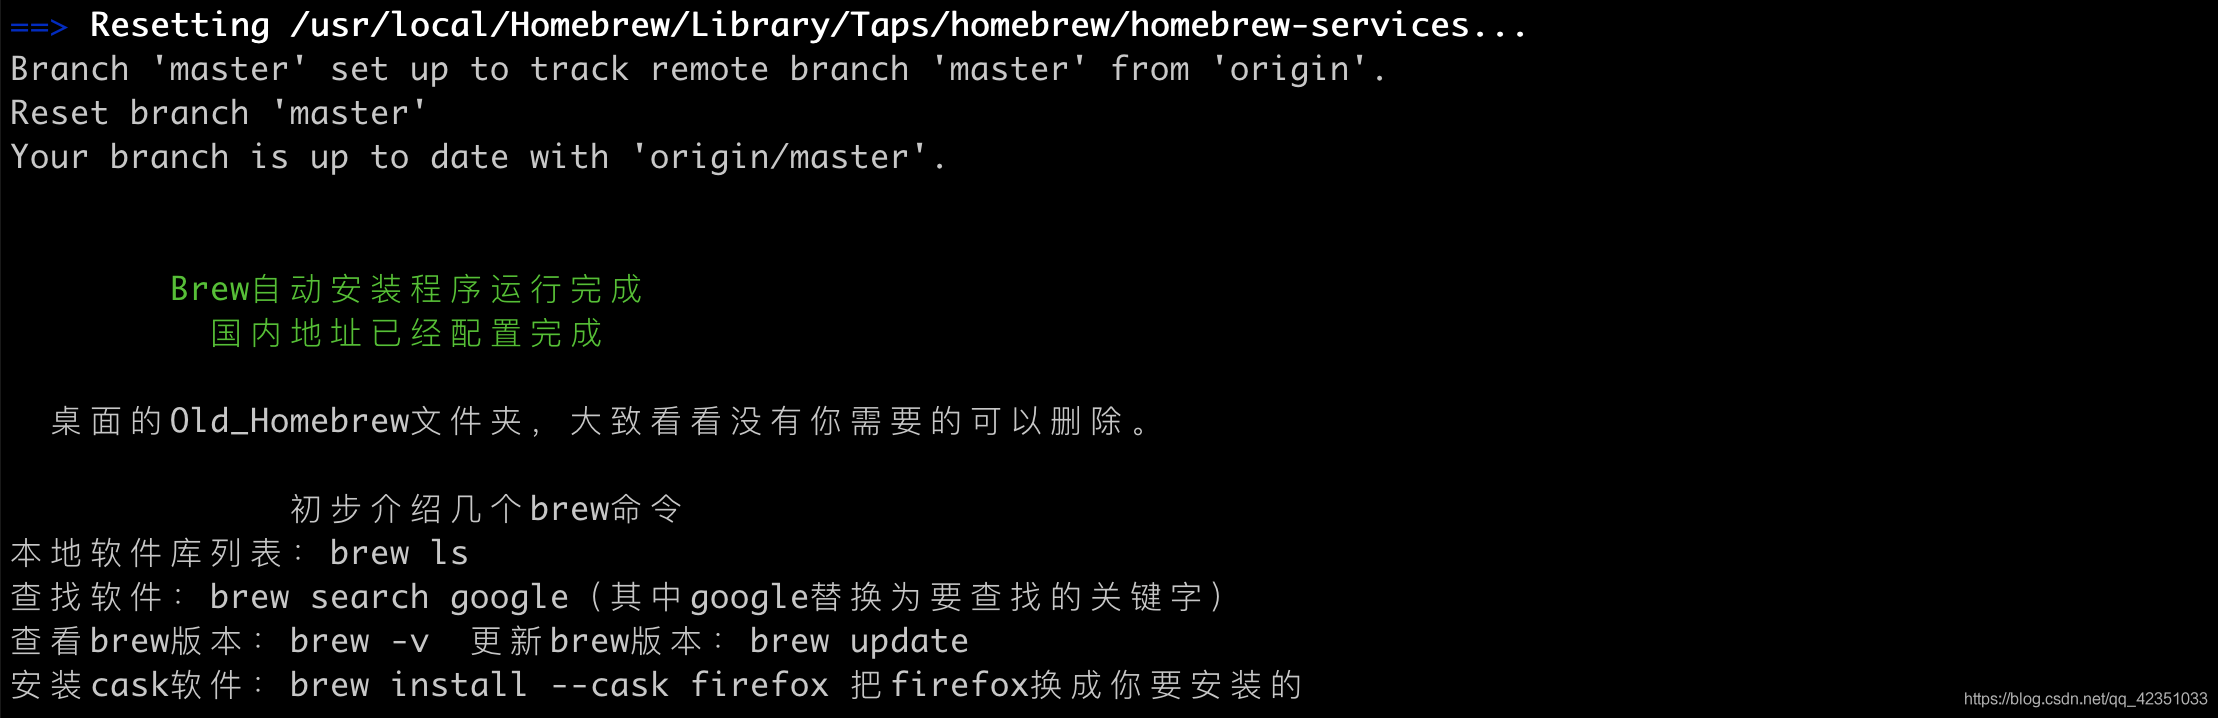 ==> Resetting /usr/local/Homebrew/Library/Taps/homebrew/homebrew-services...
Branch 'master' set up to track remote branch 'master' from 'origin'.
Reset branch 'master'
Your branch is up to date with 'origin/master'.
Brew自动安装程序运行完成
国内地址已经配置完成
桌面的Old_Homebrew文件夹，大致看看没有你需要的可以删除。
初步介绍几个brew命令
本地软件库列表：brew ls
查找软件：brew search google（其中google替换为要查找的关键字）
查看brew版本：brew -v  更新brew版本：brew update
安装cask软件：brew install --cask firefox 把firefox换成你要安装的
https://blog.csdn.net/qq_42351033